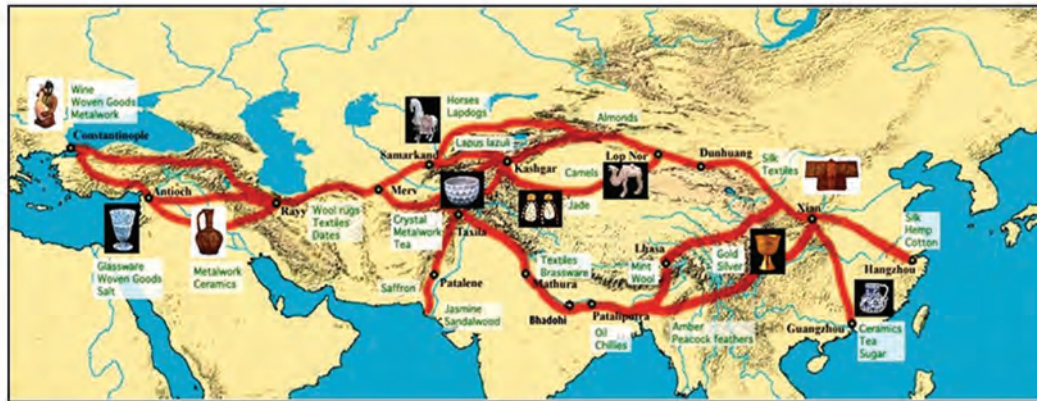 Wine
Woven Goods
Metalwork
Constantinople
Antioch
Glassware
Woven Goods
Salt
Metalwork
Ceramics
Rayy
Wool rugs
Textiles
Dates
Merv
Samarkand
Horses
Lapdogs
Lapus lazuli
Kashgar
Almonds
Camels
Jade
Lop Nor
Dunhuang
Silk
Textiles
Xian
Silk
Hemp
Cotton
Hangzhou
Crystal
Metalwork
Tea
Taxila
Saffron
Patalene
Jasmine
Sandalwood
Textiles
Brassware
Mathura
Bhadohi
Pataliputra
Oil
Chillies
Lhasa
Mint
Wool
Gold
Silver
Amber
Peacock feathers
Guangzhou
Ceramics
Tea
Sugar